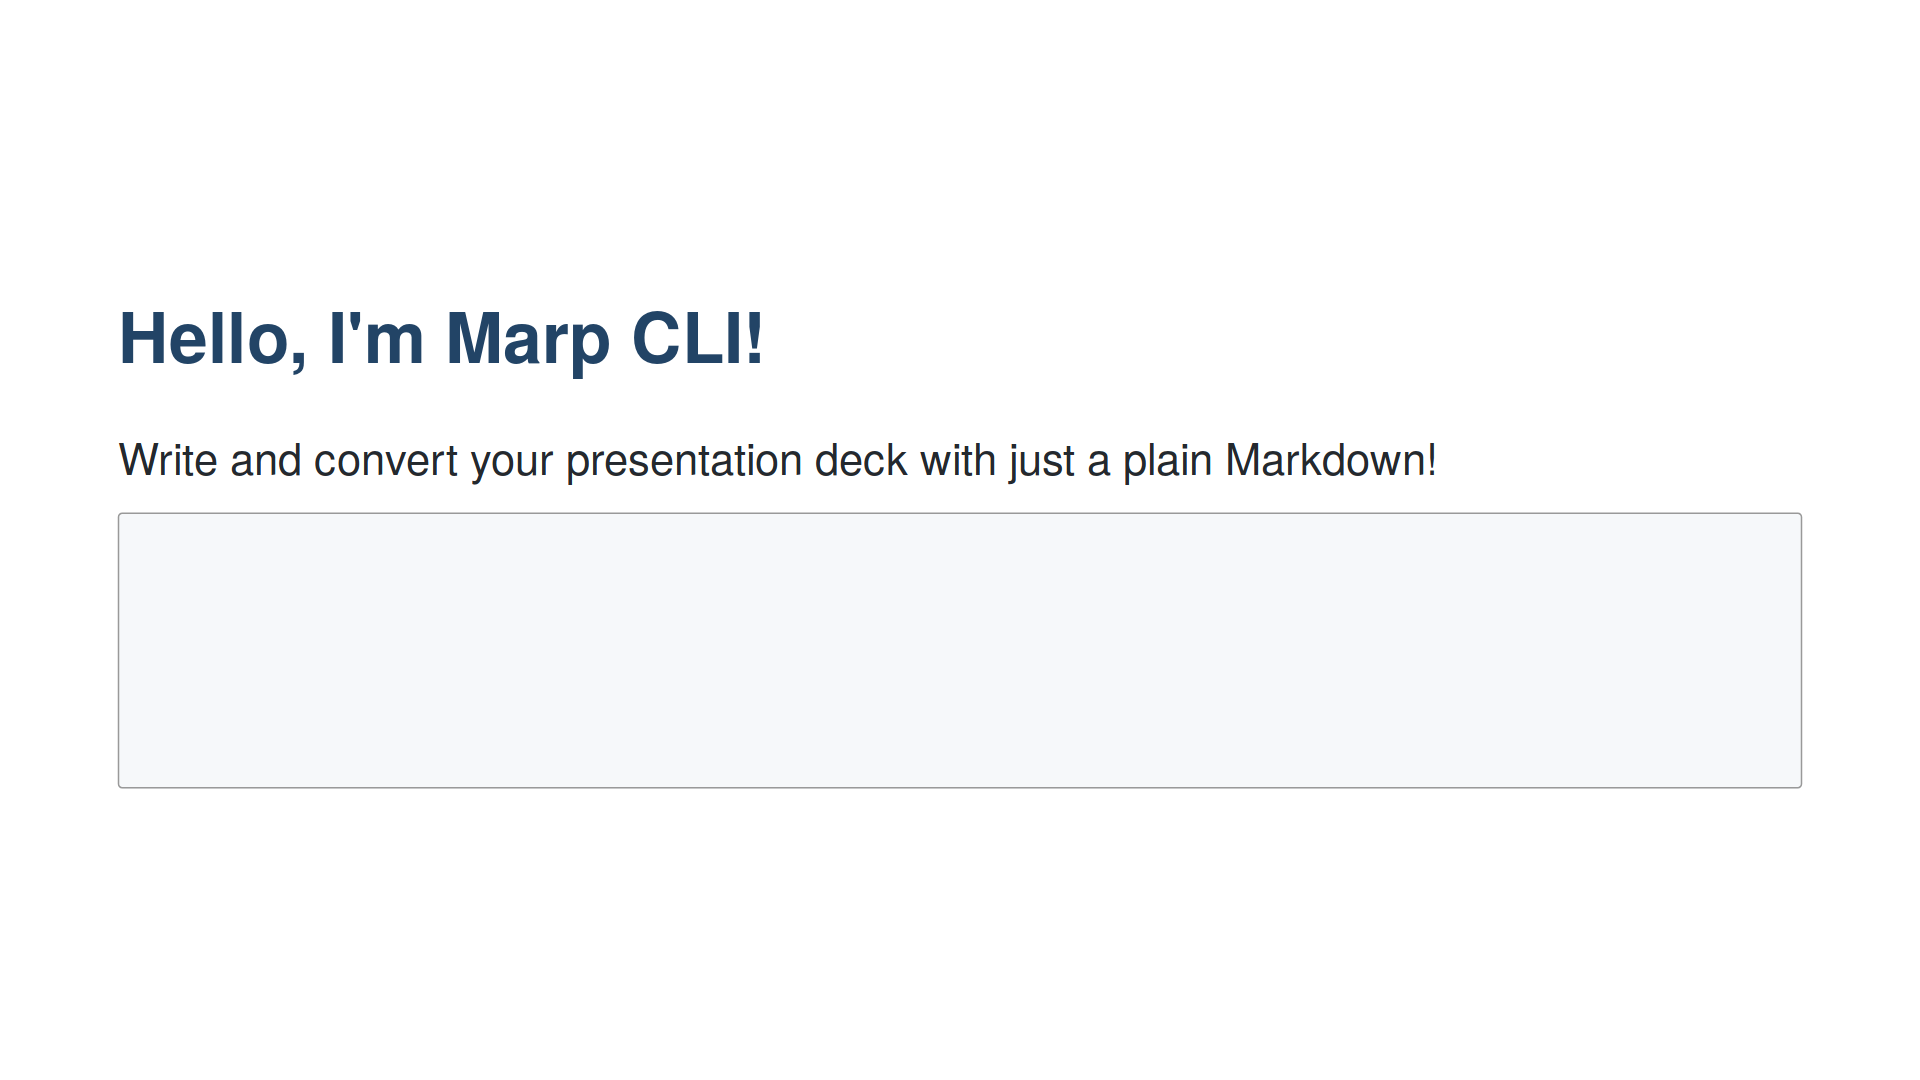 Hello, I'm Marp CLI!
Write and convert your presentation deck with just a plain Markdown!